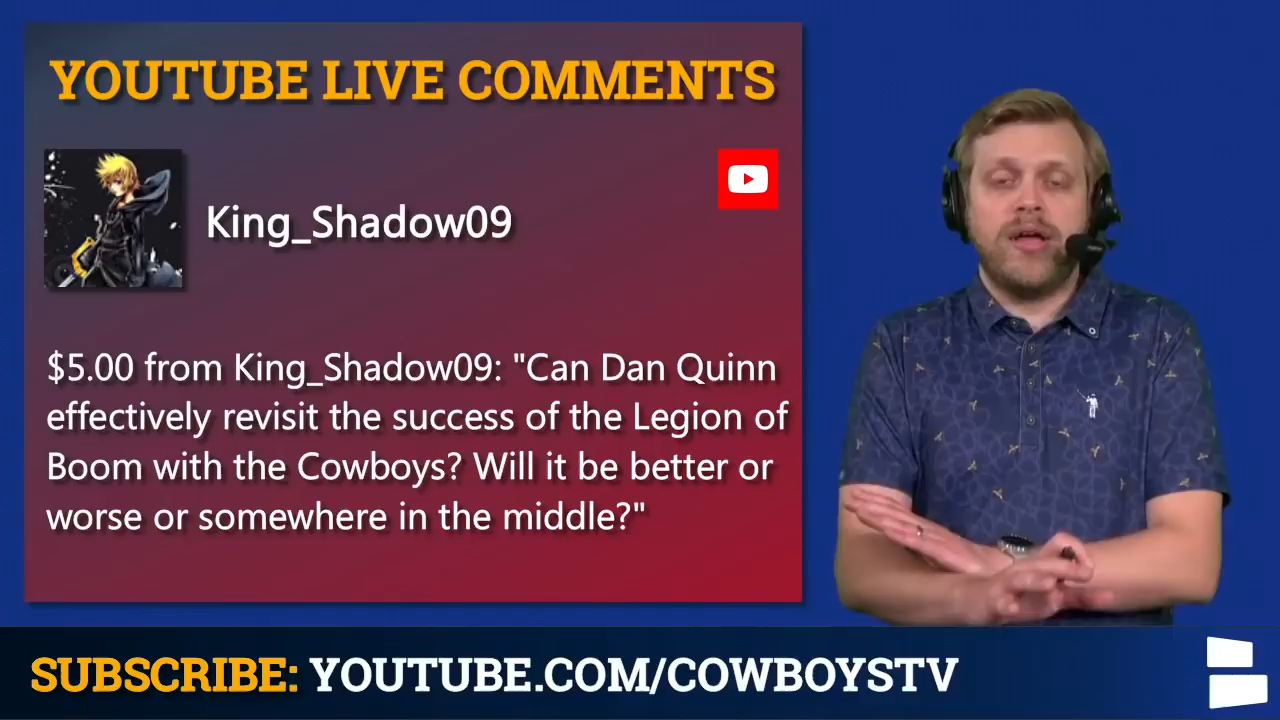 YOUTUBE LIVE COMMENTS
King_Shadow09
$5.00 from King_Shadow09: "Can Dan Quinn
effectively revisit the success of the Legion of
Boom with the Cowboys? Will it be better or
worse or somewhere in the middle?"
SUBSCRIBE: YOUTUBE.COM/COWBOYSTV